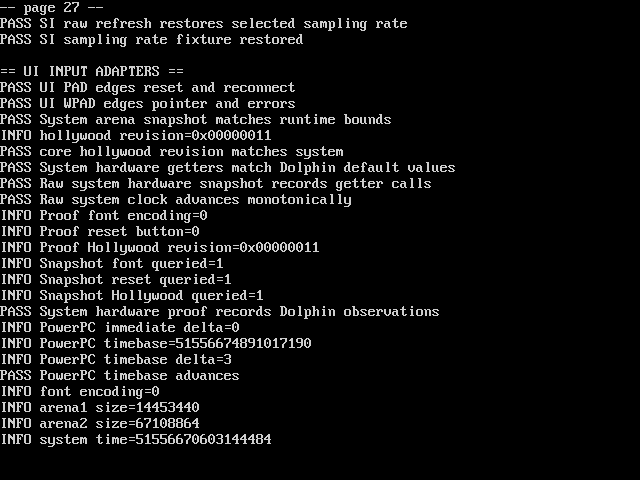 -- page 27 --
PASS SI raw refresh restores selected sampling rate
PASS SI sampling rate fixture restored
== UI INPUT ADAPTERS ==
PASS UI PAD edges reset and reconnect
PASS UI WPAD edges pointer and errors
PASS System arena snapshot matches runtime bounds
INFO hollywood revision=0x00000011
PASS core hollywood revision matches system
PASS System hardware getters match Dolphin default values
PASS Raw system hardware snapshot records getter calls
PASS Raw system clock advances monotonically
INFO Proof font encoding=0
INFO Proof reset button=0
INFO Proof Hollywood revision=0x00000011
INFO Snapshot font queried=1
INFO Snapshot reset queried=1
INFO Snapshot Hollywood queried=1
PASS System hardware proof records Dolphin observations
INFO PowerPC immediate delta=0
INFO PowerPC timebase=51556674891017190
INFO PowerPC timebase delta=3
PASS PowerPC timebase advances
INFO font encoding=0
INFO arena1 size=14453440
INFO arena2 size=67108864
INFO system time=51556670603144484